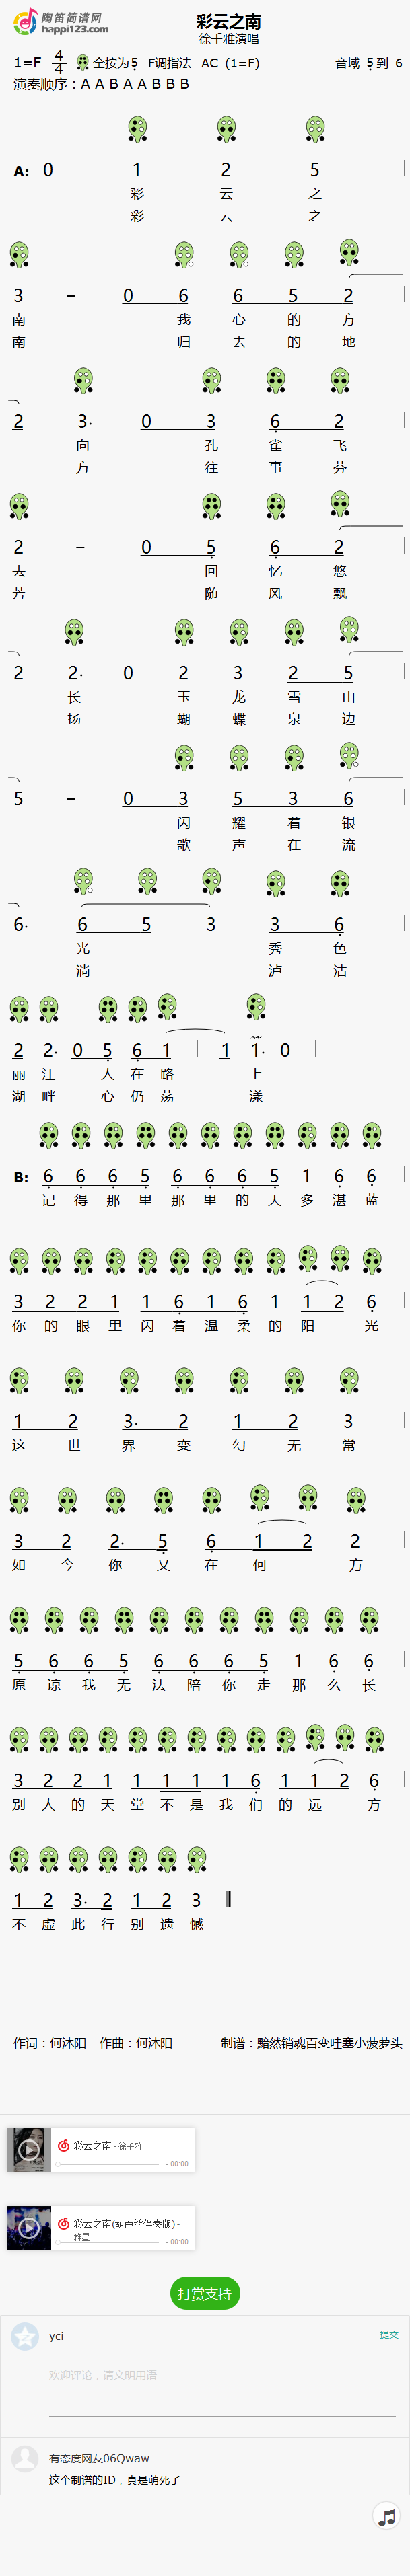 陶笛简谱网
happi123.com
彩云之南
徐千雅演唱
1=F 4/4 全按为5̣ F调指法 AC (1=F) 音域 5̣ 到 6
演奏顺序：A A B A A B B B
A: 0 1 2 5 |
彩 云 之
彩 云 之
3 – 0 6 6 5 2 |
南 我 心 的 方
南 归 去 的 地
2 3· 0 3 6̣ 2 |
向 孔 雀 飞
方 往 事 芬
2 – 0 5̣ 6̣ 2 |
去 回 忆 悠
芳 随 风 飘
2 2· 0 2 3 2 5 |
长 玉 龙 雪 山
扬 蝴 蝶 泉 边
5 – 0 3 5 3 6 |
闪 耀 着 银
歌 声 在 流
6· 6 5 3 3 6̣ |
光 秀 色
淌 泸 沽
2 2· 0 5̣ 6̣ 1 | 1 1· 0 |
丽 江 人 在 路 上
湖 畔 心 仍 荡 漾
B: 6̣ 6̣ 6̣ 5̣ 6̣ 6̣ 6̣ 5̣ 1 6̣ 6̣ |
记 得 那 里 那 里 的 天 多 湛 蓝
3 2 2 1 1 6̣ 1 6̣ 1 1 2 6̣ |
你 的 眼 里 闪 着 温 柔 的 阳 光
1 2 3· 2 1 2 3 |
这 世 界 变 幻 无 常
3 2 2· 5̣ 6̣ 1 2 2 |
如 今 你 又 在 何 方
5̣ 6̣ 6̣ 5̣ 6̣ 6̣ 6̣ 5̣ 1 6̣ 6̣ |
原 谅 我 无 法 陪 你 走 那 么 长
3 2 2 1 1 1 1 1 6̣ 1 1 2 6̣ |
别 人 的 天 堂 不 是 我 们 的 远 方
1 2 3· 2 1 2 3 ‖
不 虚 此 行 别 遗 憾
作词：何沐阳 作曲：何沐阳 制谱：黯然销魂百变哇塞小菠萝头
彩云之南 - 徐千雅
- 00:00
彩云之南(葫芦丝伴奏版) -
群星
- 00:00
打赏支持
yci 提交
欢迎评论，请文明用语
有态度网友06Qwaw
这个制谱的ID，真是萌死了